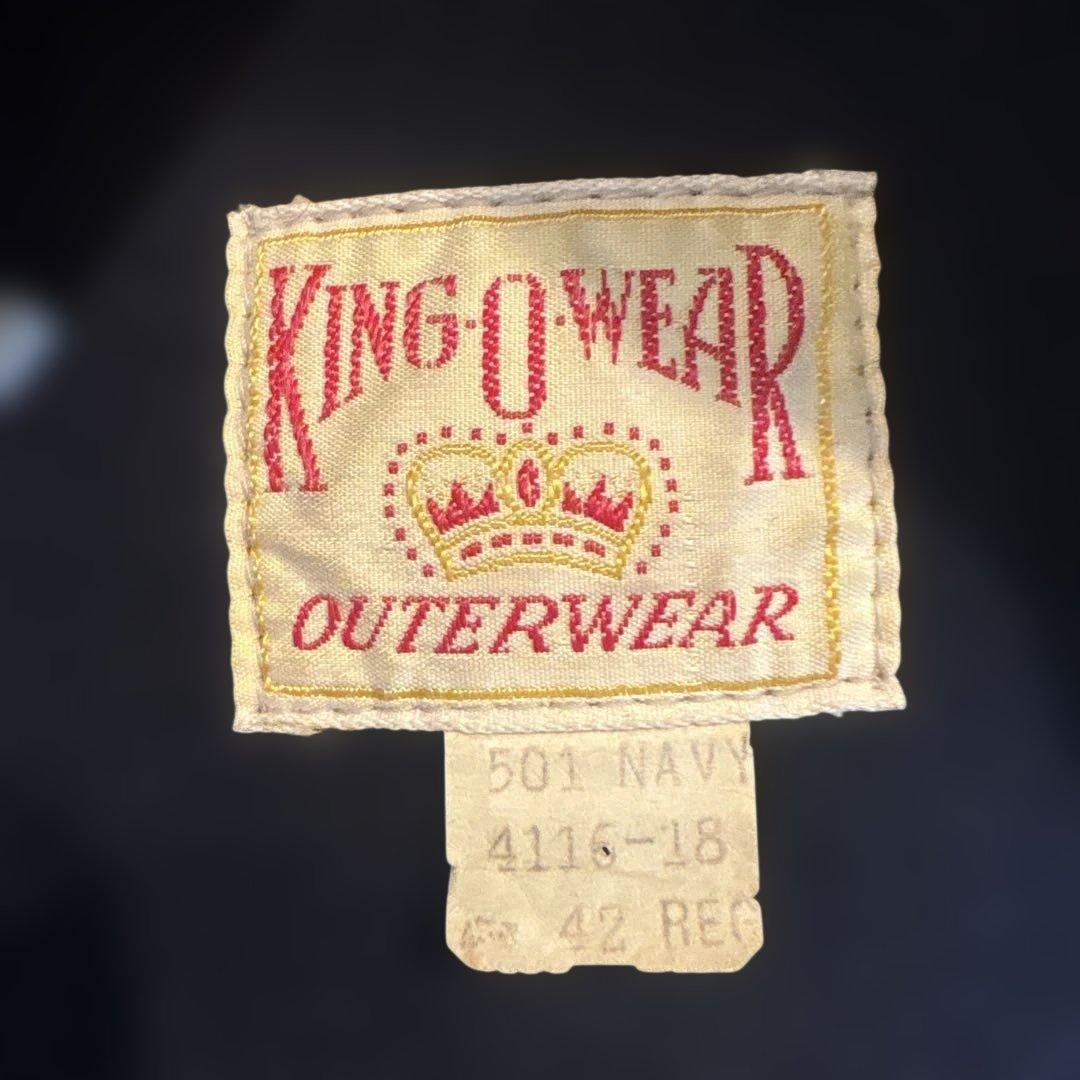 KING·O·WEAR
OUTERWEAR
501 NAVY
4116-18
42 REG